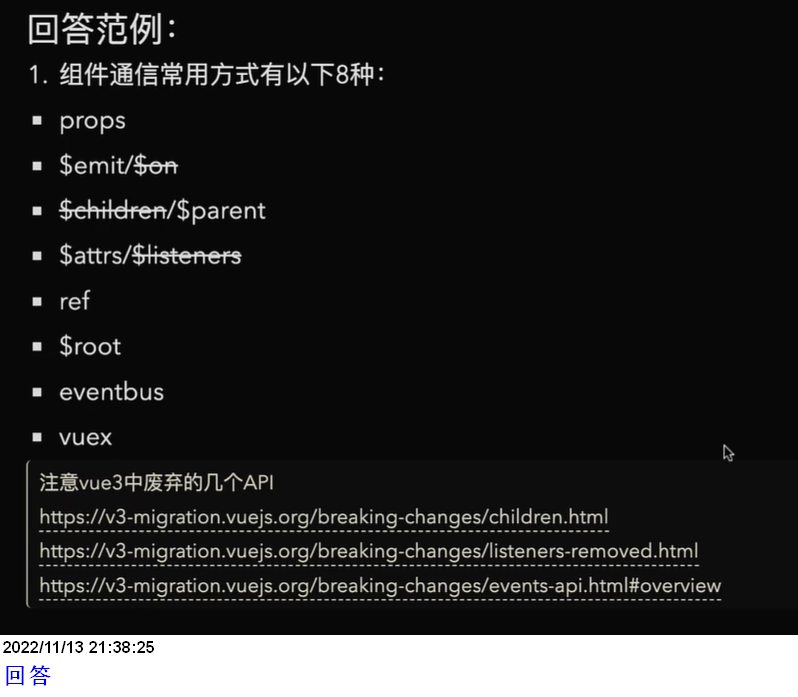 回答范例：
1. 组件通信常用方式有以下8种：
▪ props
▪ $emit/$on
▪ $children/$parent
▪ $attrs/$listeners
▪ ref
▪ $root
▪ eventbus
▪ vuex
注意vue3中废弃的几个API
https://v3-migration.vuejs.org/breaking-changes/children.html
https://v3-migration.vuejs.org/breaking-changes/listeners-removed.html
https://v3-migration.vuejs.org/breaking-changes/events-api.html#overview
2022/11/13 21:38:25
回答